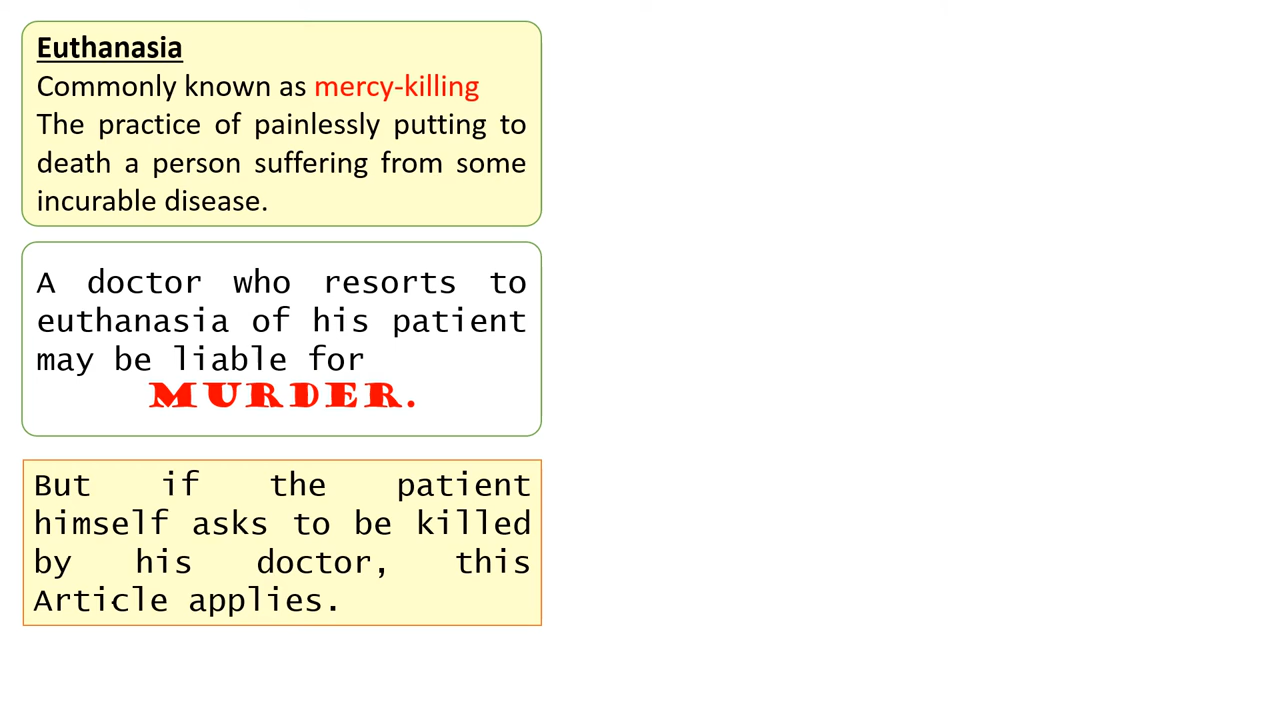 Euthanasia
Commonly known as mercy-killing
The practice of painlessly putting to
death a person suffering from some
incurable disease.
A doctor who resorts to
euthanasia of his patient
may be liable for
MURDER.
But if the patient
himself asks to be killed
by his doctor, this
Article applies.